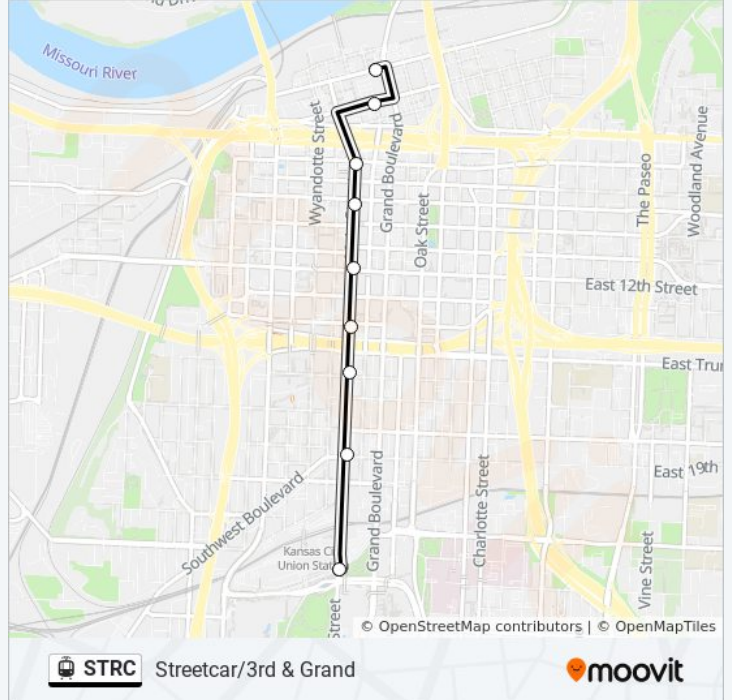 Missouri River
Wyandotte Street
Grand Boulevard
Oak Street
The Paseo
Woodland Avenue
East 12th Street
East Tru
East 19th
Southwest Boulevard
Grand Boulevard
Charlotte Street
Vine Street
Kansas Ci
Union Stat
Street
© OpenStreetMap contributors | © OpenMapTiles
STRC Streetcar/3rd & Grand
moovit